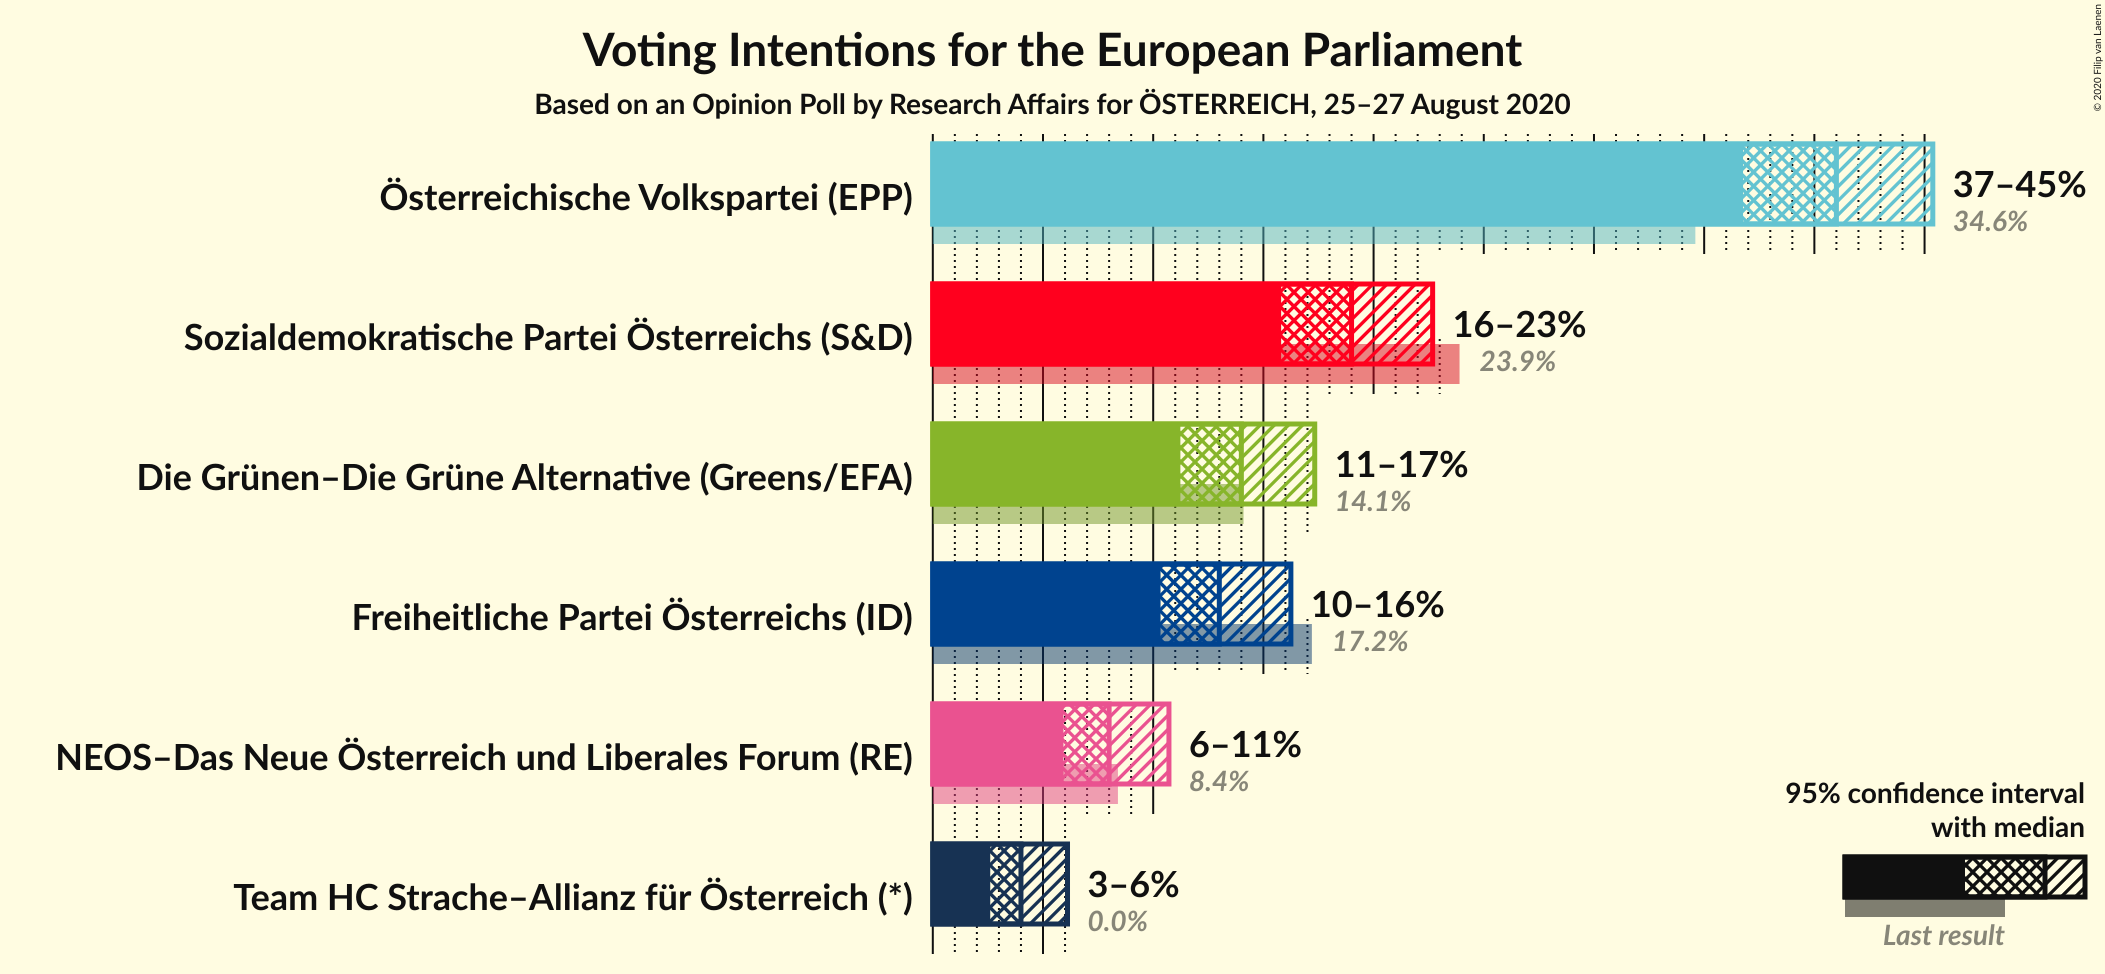 Voting Intentions for the European Parliament
Based on an Opinion Poll by Research Affairs for ÖSTERREICH, 25–27 August 2020
© 2020 Filip van Laenen
Österreichische Volkspartei (EPP)
37–45%
34.6%
Sozialdemokratische Partei Österreichs (S&D)
16–23%
23.9%
Die Grünen–Die Grüne Alternative (Greens/EFA)
11–17%
14.1%
Freiheitliche Partei Österreichs (ID)
10–16%
17.2%
NEOS–Das Neue Österreich und Liberales Forum (RE)
6–11%
8.4%
Team HC Strache–Allianz für Österreich (*)
3–6%
0.0%
95% confidence interval
with median
Last result